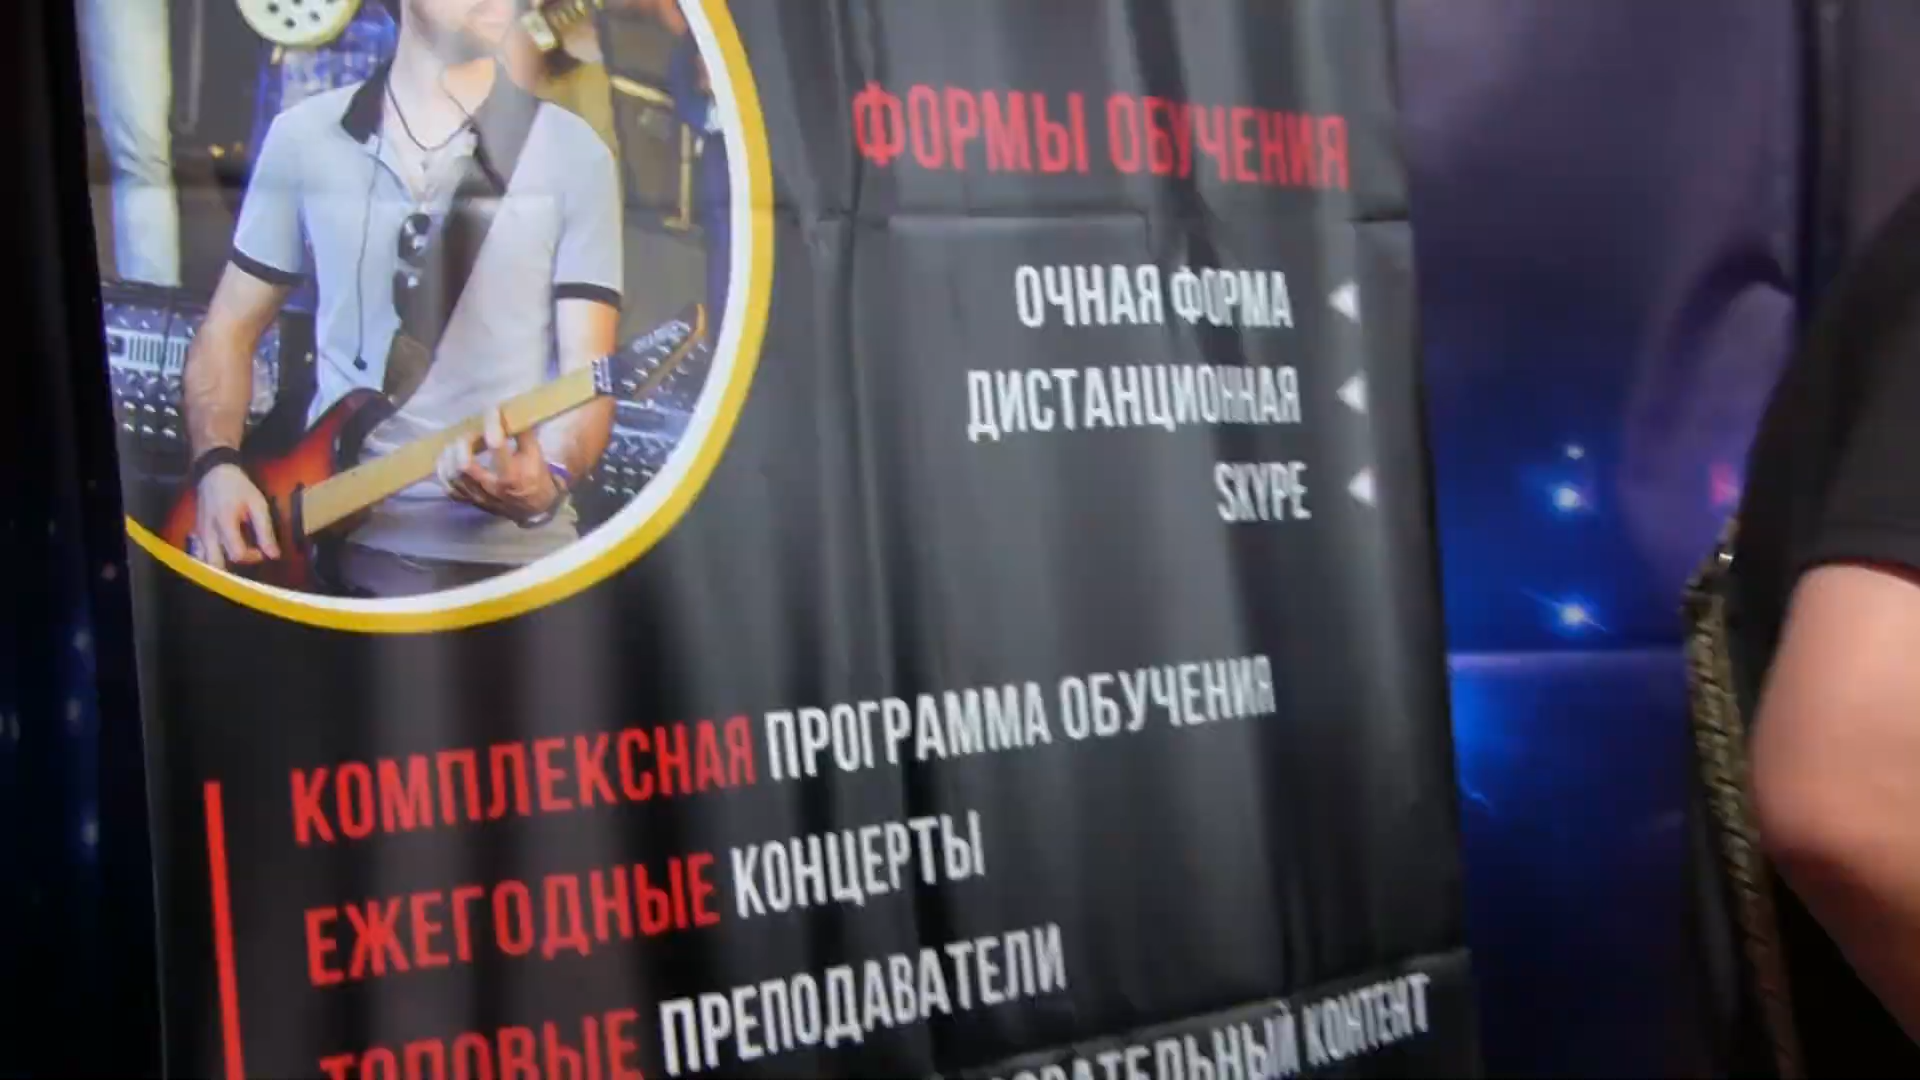 ФОРМЫ ОБУЧЕНИЯ
ОЧНАЯ ФОРМА
ДИСТАНЦИОННАЯ
SKYPE
КОМПЛЕКСНАЯ ПРОГРАММА ОБУЧЕНИЯ
ЕЖЕГОДНЫЕ КОНЦЕРТЫ
ТОПОВЫЕ ПРЕПОДАВАТЕЛИ
КОНТЕНТ